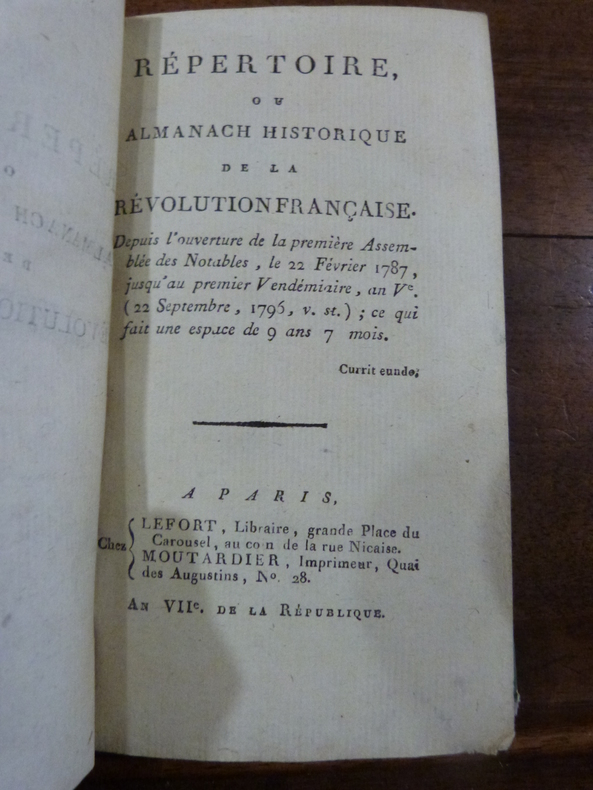 RÉPERTOIRE,
OU
ALMANACH HISTORIQUE
DE LA
RÉVOLUTION FRANÇAISE.
Depuis l'ouverture de la première Assem-
blée des Notables, le 22 Février 1787,
jusqu'au premier Vendémiaire, an Ve.
(22 Septembre, 1796, v. st.) ; ce qui
fait une espace de 9 ans 7 mois.
Currit eundo;
A PARIS,
LEFORT, Libraire, grande Place du
Carousel, au coin de la rue Nicaise.
Chez
MOUTARDIER, Imprimeur, Quai
des Augustins, No. 28.
AN VIIe. DE LA RÉPUBLIQUE.